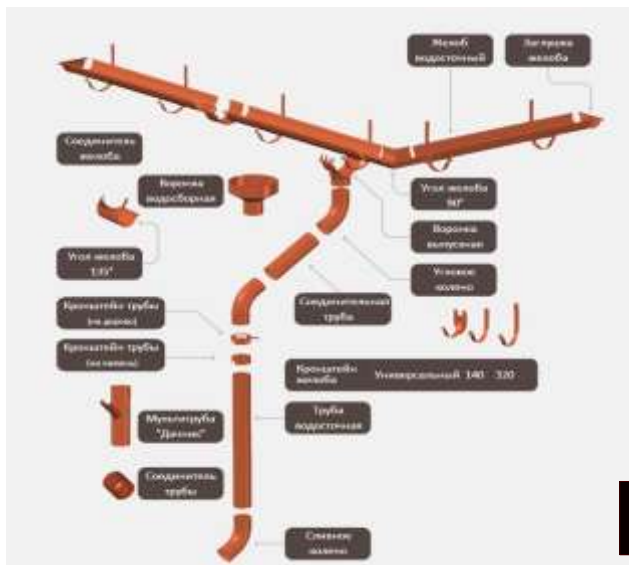 Желоб
водосточный
Заглушка
желоба
Соединитель
желоба
Воронка
водосборная
Угол желоба
90°
Воронка
выпускная
Угол желоба
135°
Угловое
колено
Соединительная
труба
Кронштейн трубы
(на дерево)
Кронштейн трубы
(на камень)
Кронштейн
желоба
Универсальный 140 320
Мультитруба
"Дачник"
Труба
водосточная
Соединитель
трубы
Сливное
колено